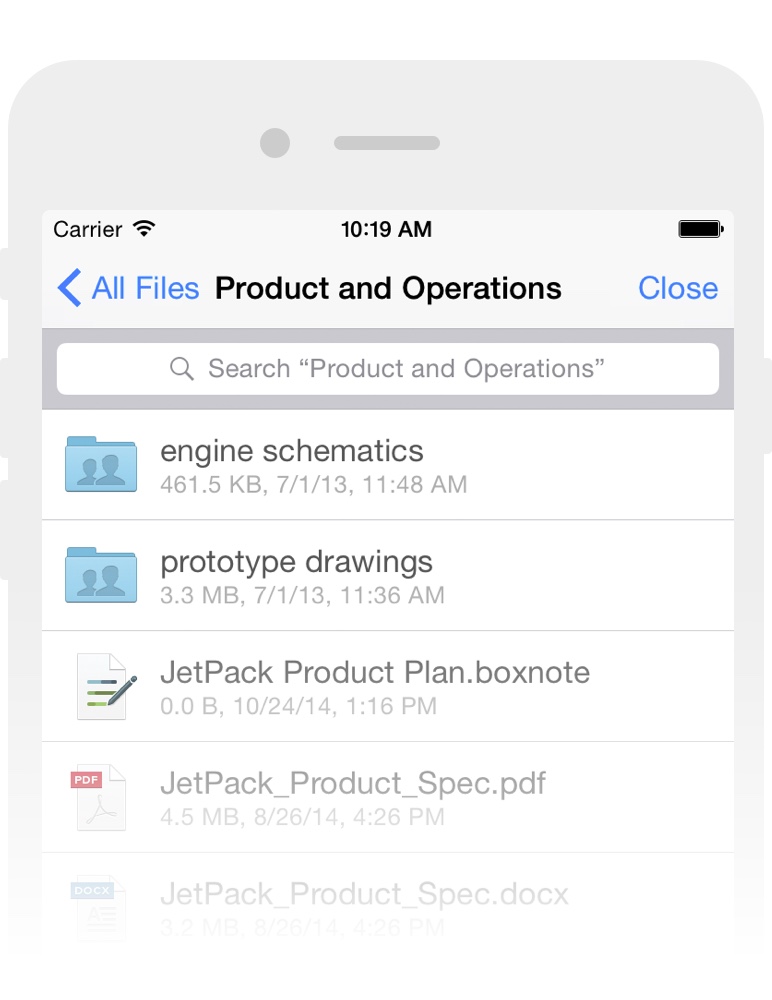 Carrier 10:19 AM
All Files Product and Operations Close
Search “Product and Operations”
engine schematics
461.5 KB, 7/1/13, 11:48 AM
prototype drawings
3.3 MB, 7/1/13, 11:36 AM
JetPack Product Plan.boxnote
0.0 B, 10/24/14, 1:16 PM
PDF
JetPack_Product_Spec.pdf
4.5 MB, 8/26/14, 4:26 PM
DOCX
JetPack_Product_Spec.docx
3.2 MB, 8/26/14, 4:26 PM